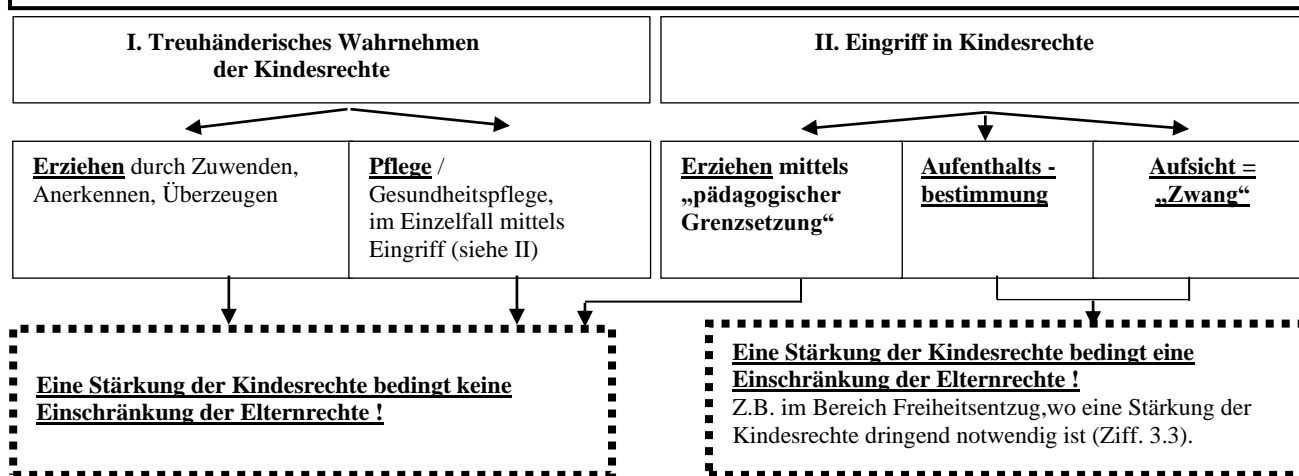 I. Treuhänderisches Wahrnehmen
der Kindesrechte
II. Eingriff in Kindesrechte
Erziehen durch Zuwenden,
Anerkennen, Überzeugen
Pflege /
Gesundheitspflege,
im Einzelfall mittels
Eingriff (siehe II)
Erziehen mittels
„pädagogischer
Grenzsetzung“
Aufenthalts -
bestimmung
Aufsicht =
„Zwang“
Eine Stärkung der Kindesrechte bedingt keine
Einschränkung der Elternrechte !
Eine Stärkung der Kindesrechte bedingt eine
Einschränkung der Elternrechte !
Z.B. im Bereich Freiheitsentzug,wo eine Stärkung der
Kindesrechte dringend notwendig ist (Ziff. 3.3).